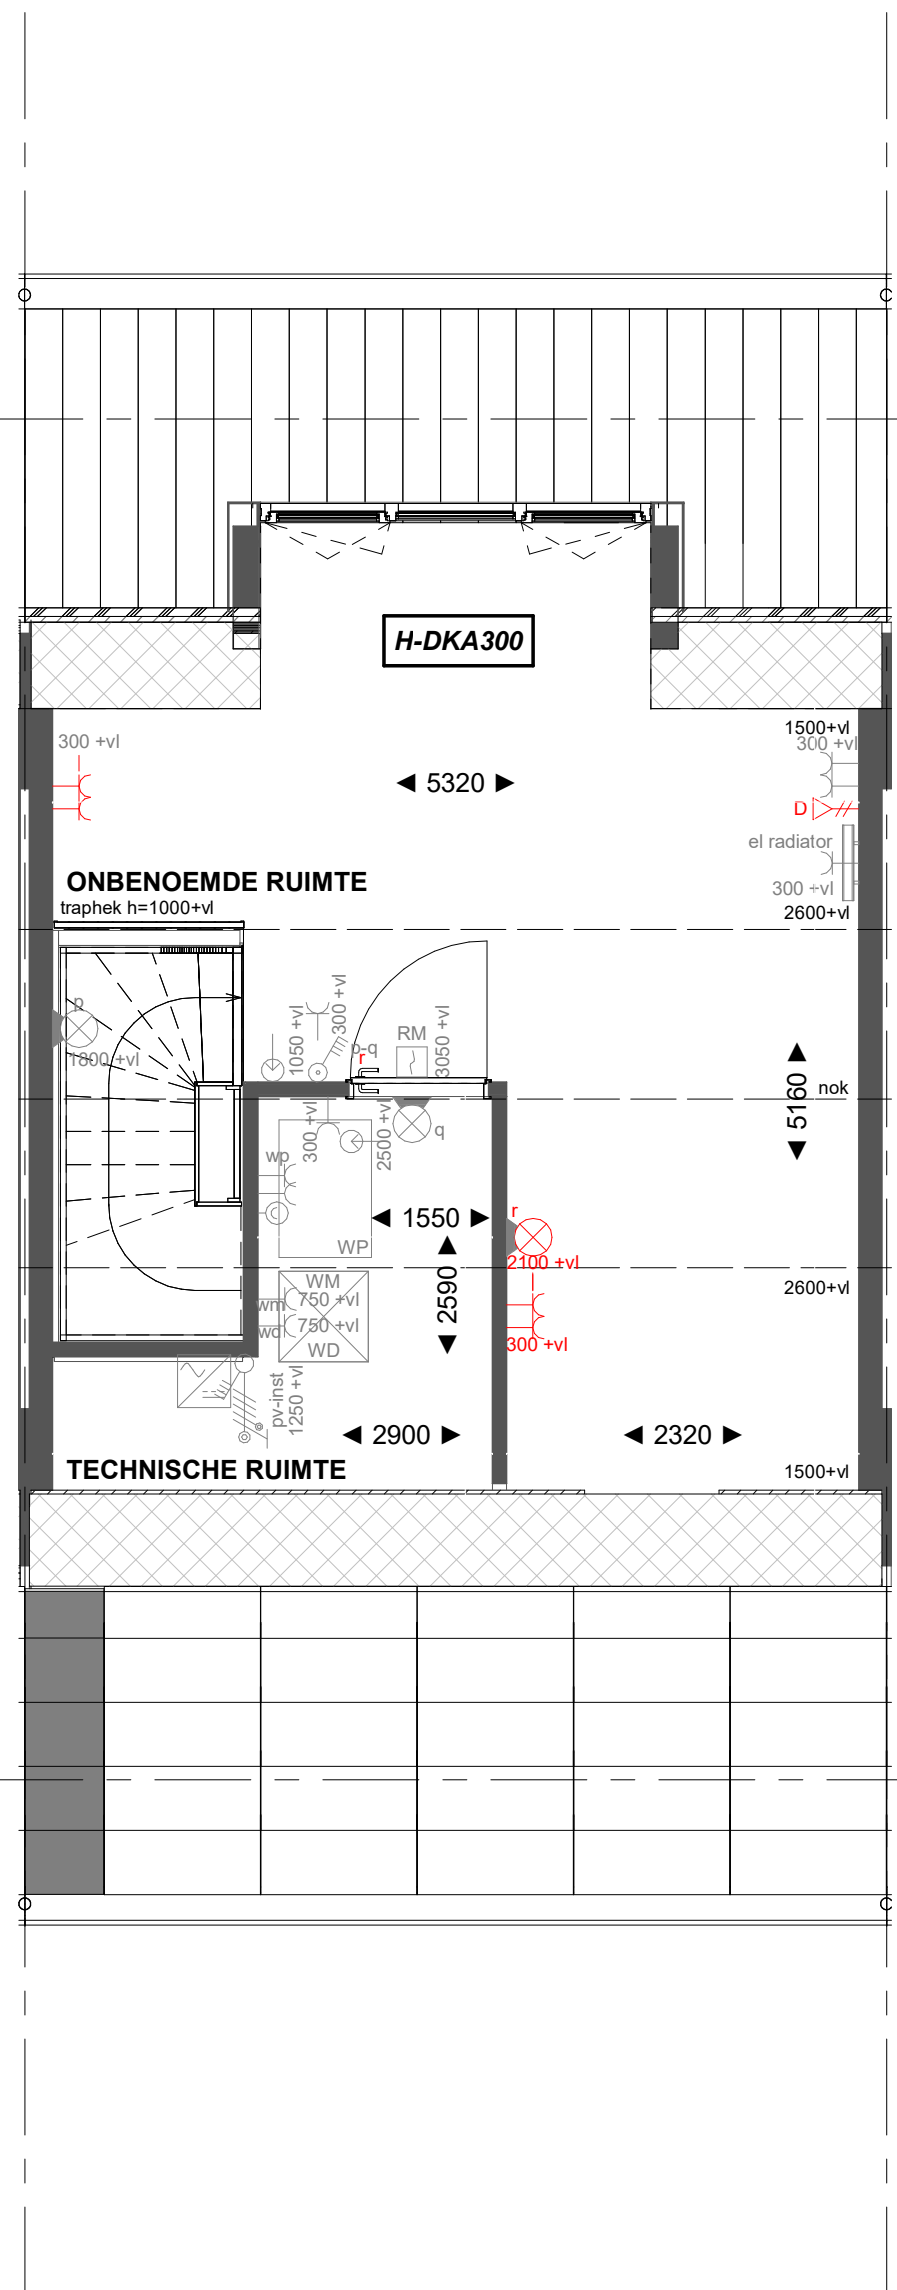 H-DKA300
1500+vl
300 +vl
300 +vl
5320
D
el radiator
300 +vl
2600+vl
ONBENOEMDE RUIMTE
traphek h=1000+vl
p
1800 +vl
1050 +vl
300 +vl
p-q
r
RM
3050 +vl
5160
nok
300 +vl
2500 +vl
q
wp
WP
1550
r
2100 +vl
2590
2600+vl
WM
wm
750 +vl
wd
750 +vl
WD
300 +vl
pv-inst
1250 +vl
2900
2320
TECHNISCHE RUIMTE
1500+vl